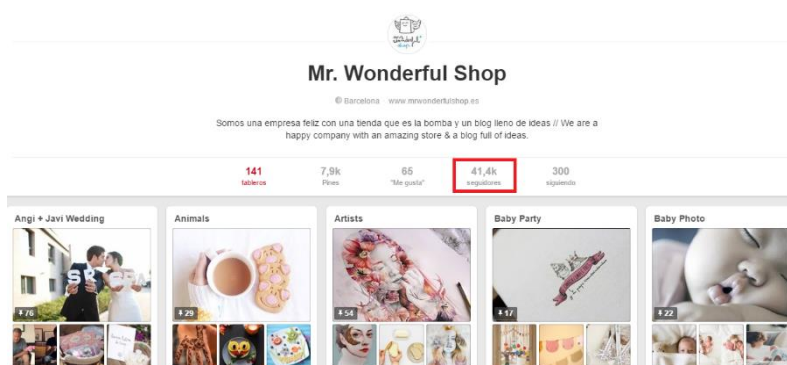 Mr. Wonderful Shop
Barcelona www.mrwonderfulshop.es
Somos una empresa feliz con una tienda que es la bomba y un blog lleno de ideas // We are a
happy company with an amazing store & a blog full of ideas.
141 7,9k 65 41,4k 300
tableros Pines "Me gusta" seguidores siguiendo
Angi + Javi Wedding Animals Artists Baby Party Baby Photo
S R
76 29 54 17 22